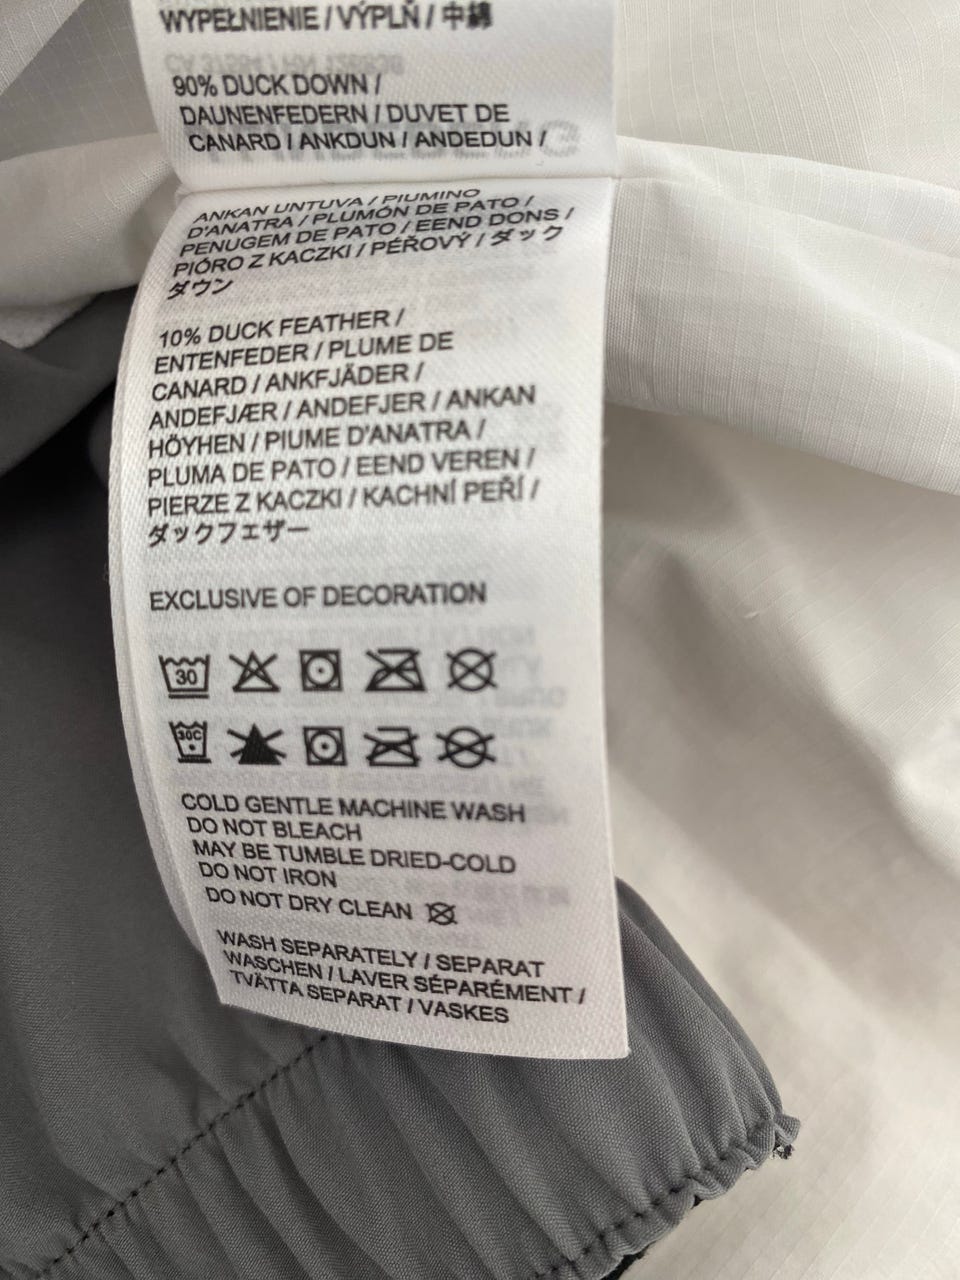 WYPEŁNIENIE / VÝPLŇ / 中綿
90% DUCK DOWN /
DAUNENFEDERN / DUVET DE
CANARD / ANKDUN / ANDEDUN /
ANKAN UNTUVA / PIUMINO
D'ANATRA / PLUMÓN DE PATO /
PENUGEM DE PATO / EEND DONS /
PIÓRO Z KACZKI / PÉŘOVÝ / ダック
ダウン
10% DUCK FEATHER /
ENTENFEDER / PLUME DE
CANARD / ANKFJÄDER /
ANDEFJÆR / ANDEFJER / ANKAN
HÖYHEN / PIUME D'ANATRA /
PLUMA DE PATO / EEND VEREN /
PIERZE Z KACZKI / KACHNÍ PEŘÍ /
ダックフェザー
EXCLUSIVE OF DECORATION
30
30C
COLD GENTLE MACHINE WASH
DO NOT BLEACH
MAY BE TUMBLE DRIED-COLD
DO NOT IRON
DO NOT DRY CLEAN
WASH SEPARATELY / SEPARAT
WASCHEN / LAVER SÉPARÉMENT /
TVÄTTA SEPARAT / VASKES